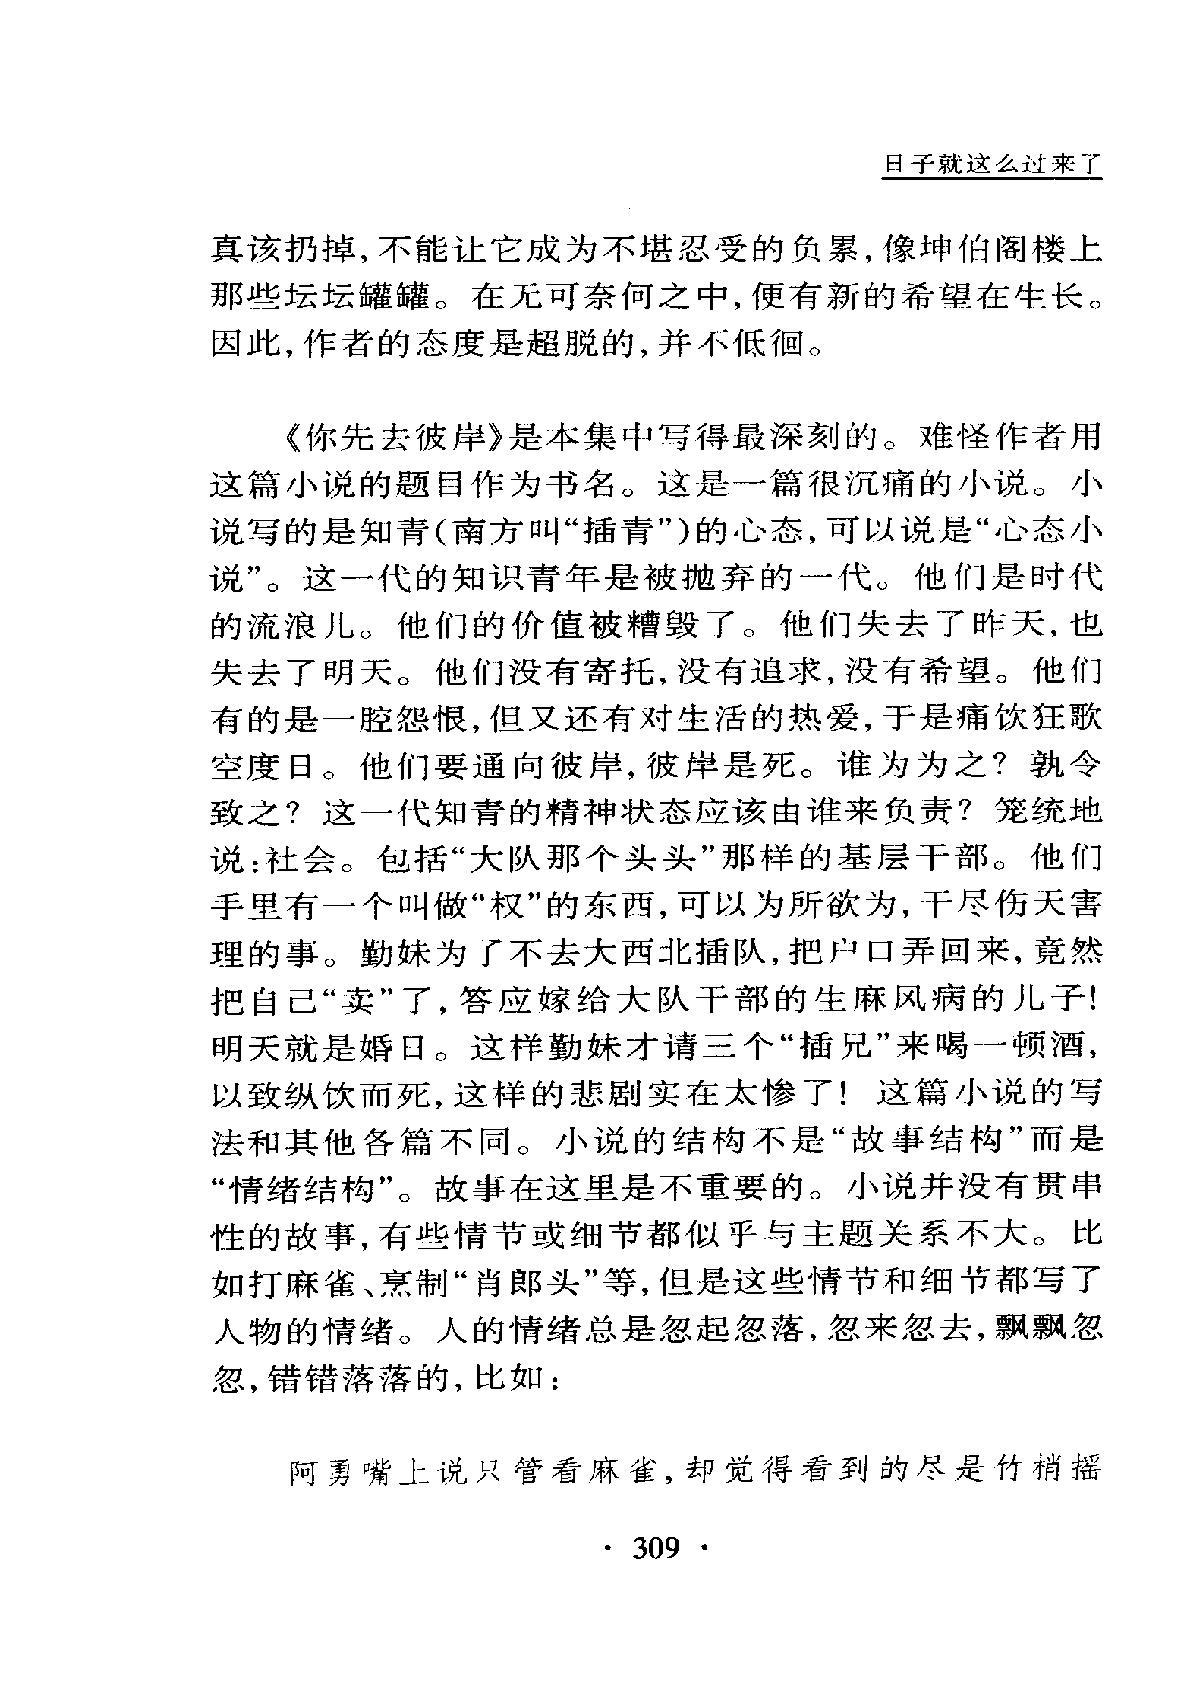 日子就这么过来了
真该扔掉,不能让它成为不堪忍受的负累,像坤伯阁楼上
那些坛坛罐罐。在无可奈何之中,便有新的希望在生长。
因此,作者的态度是超脱的,并不低徊。
《你先去彼岸》是本集中写得最深刻的。难怪作者用
这篇小说的题目作为书名。这是一篇很沉痛的小说。小
说写的是知青(南方叫“插青”)的心态,可以说是“心态小
说”。这一代的知识青年是被抛弃的一代。他们是时代
的流浪儿。他们的价值被糟毁了。他们失去了昨天,也
失去了明天。他们没有寄托,没有追求,没有希望。他们
有的是一腔怨恨,但又还有对生活的热爱,于是痛饮狂歌
空度日。他们要通向彼岸,彼岸是死。谁为为之?孰令
致之?这一代知青的精神状态应该由谁来负责?笼统地
说:社会。包括“大队那个头头”那样的基层干部。他们
手里有一个叫做“权”的东西,可以为所欲为,干尽伤天害
理的事。勤妹为了不去大西北插队,把户口弄回来,竟然
把自己“卖”了,答应嫁给大队干部的生麻风病的儿子!
明天就是婚日。这样勤妹才请三个“插兄”来喝一顿酒,
以致纵饮而死,这样的悲剧实在太惨了!这篇小说的写
法和其他各篇不同。小说的结构不是“故事结构”而是
“情绪结构”。故事在这里是不重要的。小说并没有贯串
性的故事,有些情节或细节都似乎与主题关系不大。比
如打麻雀、烹制“肖郎头”等,但是这些情节和细节都写了
人物的情绪。人的情绪总是忽起忽落,忽来忽去,飘飘忽
忽,错错落落的,比如:
阿勇嘴上说只管看麻雀,却觉得看到的尽是竹梢摇
· 309 ·